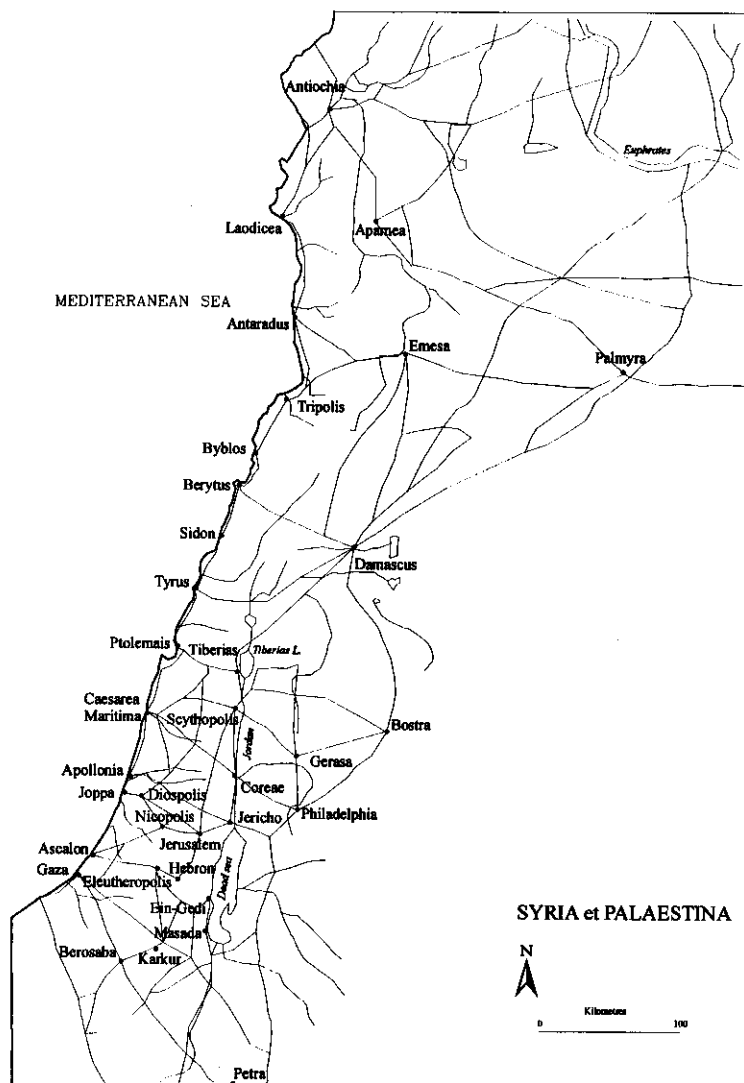 Antiochia
Euphrates
Laodicea
Apamea
MEDITERRANEAN SEA
Antaradus
Emesa
Palmyra
Tripolis
Byblos
Berytus
Sidon
Damascus
Tyrus
Ptolemais
Tiberias
Tiberias L.
Caesarea
Maritima
Scythopolis
Bostra
Jordan
Gerasa
Apollonia
Coreae
Joppa
Diospolis
Philadelphia
Nicopolis
Jericho
Jerusalem
Ascalon
Hebron
Gaza
Eleutheropolis
Dead sea
Ein-Gedi
SYRIA et PALAESTINA
Masada
Berosaba
Karkur
N
Kilometres
0 100
Petra